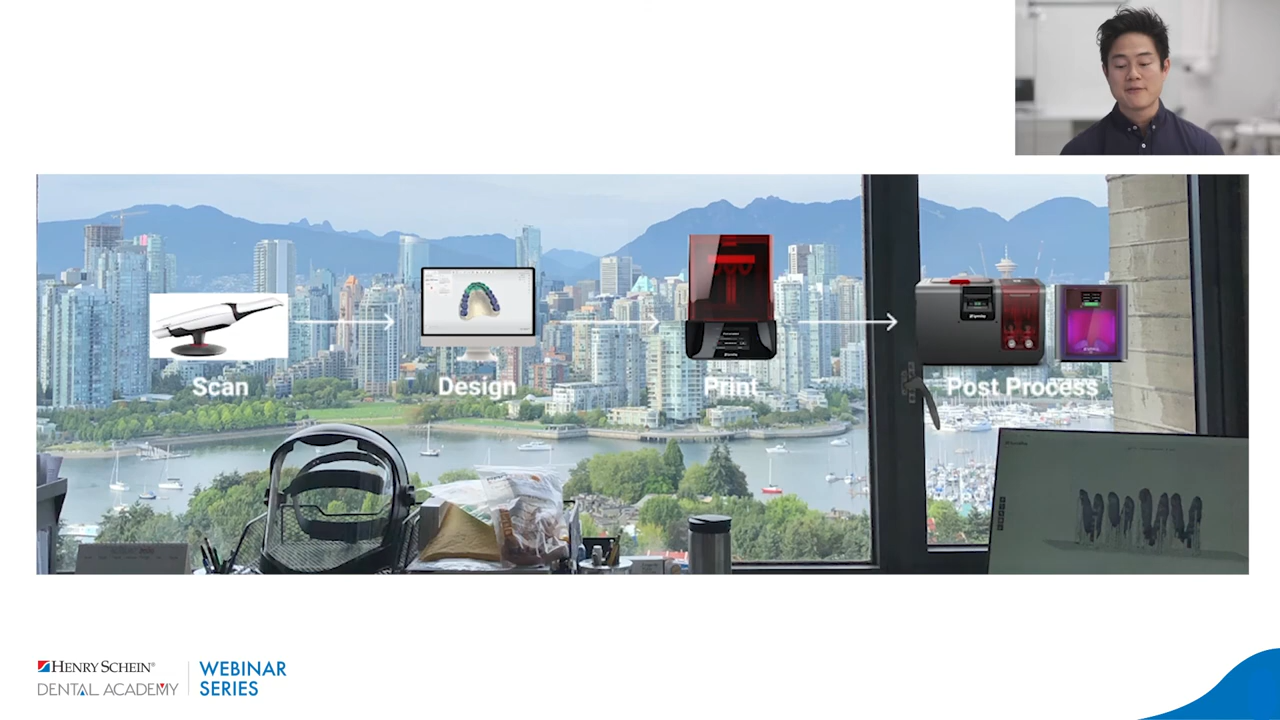 Scan
Design
Print
Post Process
HENRY SCHEIN®
DENTAL ACADEMY
WEBINAR
SERIES